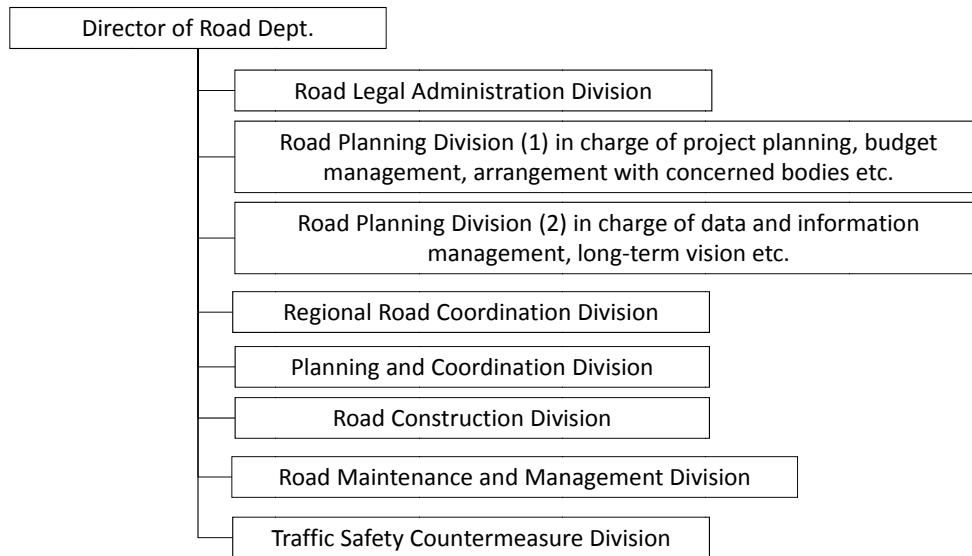 Director of Road Dept.
Road Legal Administration Division
Road Planning Division (1) in charge of project planning, budget
management, arrangement with concerned bodies etc.
Road Planning Division (2) in charge of data and information
management, long-term vision etc.
Regional Road Coordination Division
Planning and Coordination Division
Road Construction Division
Road Maintenance and Management Division
Traffic Safety Countermeasure Division